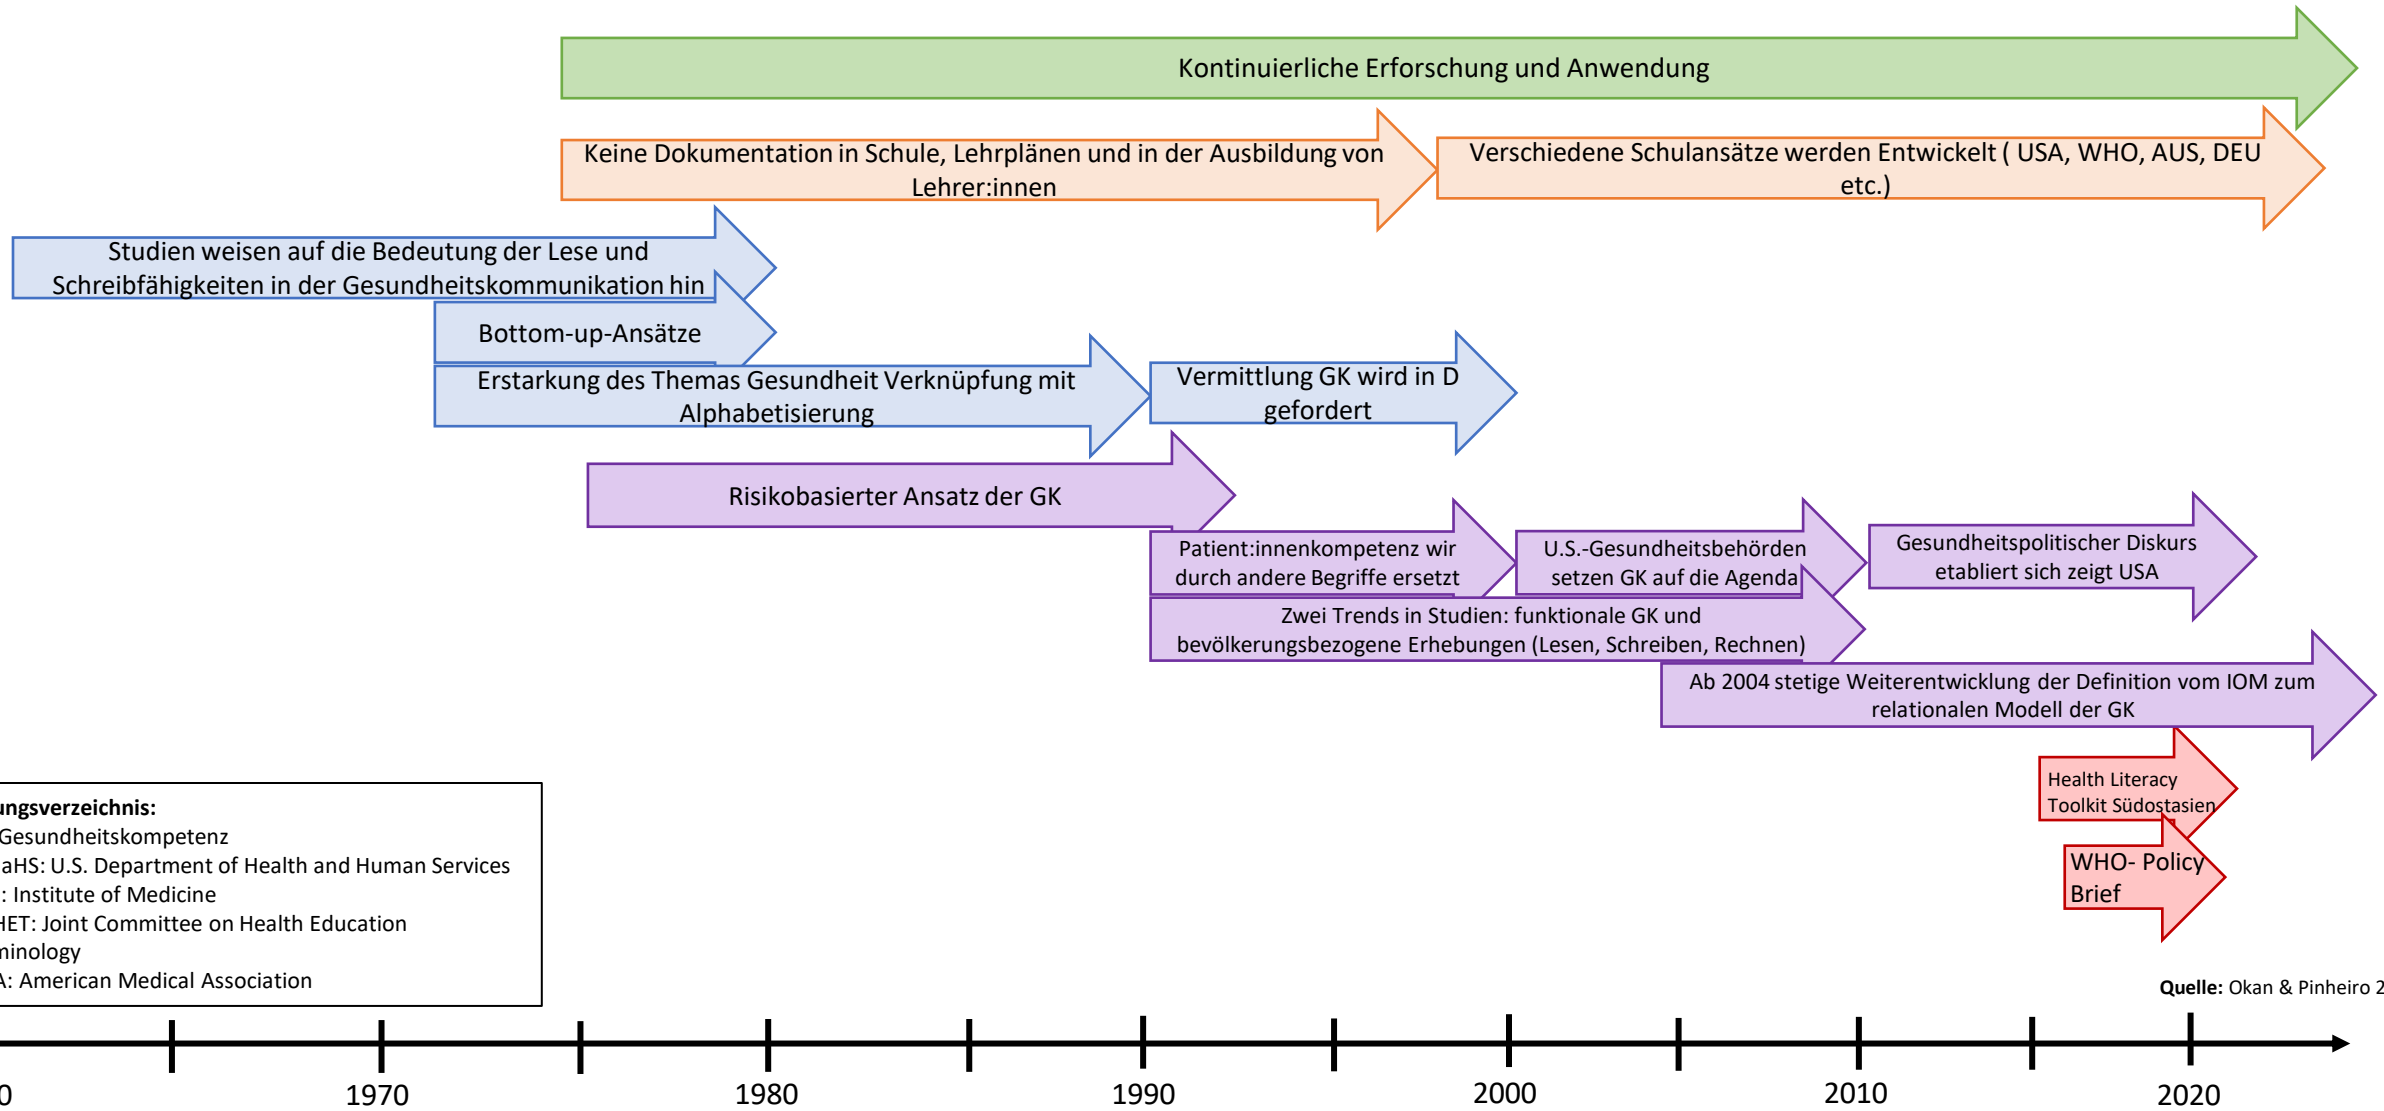 Kontinuierliche Erforschung und Anwendung
Keine Dokumentation in Schule, Lehrplänen und in der Ausbildung von
Lehrer:innen
Verschiedene Schulansätze werden Entwickelt ( USA, WHO, AUS, DEU
etc.)
Studien weisen auf die Bedeutung der Lese und
Schreibfähigkeiten in der Gesundheitskommunikation hin
Bottom-up-Ansätze
Erstarkung des Themas Gesundheit Verknüpfung mit
Alphabetisierung
Vermittlung GK wird in D
gefordert
Risikobasierter Ansatz der GK
Patient:innenkompetenz wir
durch andere Begriffe ersetzt
U.S.-Gesundheitsbehörden
setzen GK auf die Agenda
Gesundheitspolitischer Diskurs
etabliert sich zeigt USA
Zwei Trends in Studien: funktionale GK und
bevölkerungsbezogene Erhebungen (Lesen, Schreiben, Rechnen)
Ab 2004 stetige Weiterentwicklung der Definition vom IOM zum
relationalen Modell der GK
Health Literacy
Toolkit Südostasien
WHO- Policy
Brief
ungsverzeichnis:
Gesundheitskompetenz
aHS: U.S. Department of Health and Human Services
: Institute of Medicine
HET: Joint Committee on Health Education
minology
A: American Medical Association
Quelle: Okan & Pinheiro 2
0
1970
1980
1990
2000
2010
2020